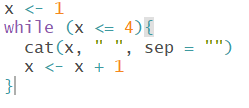 x <- 1
while (x <= 4){
  cat(x, " ", sep = "")
  x <- x + 1
}